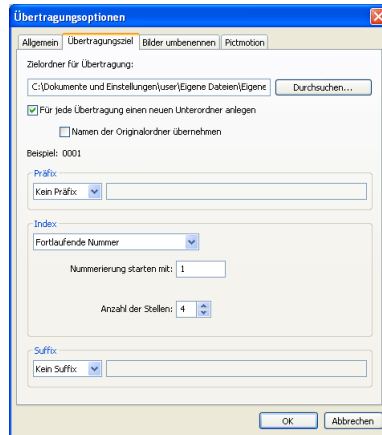 Übertragungsoptionen
Allgemein Übertragungsziel Bilder umbenennen Pictmotion
Zielordner für Übertragung:
C:\Dokumente und Einstellungen\user\Eigene Dateien\Eigene Durchsuchen...
Für jede Übertragung einen neuen Unterordner anlegen
Namen der Originalordner übernehmen
Beispiel: 0001
Präfix
Kein Präfix
Index
Fortlaufende Nummer
Nummerierung starten mit: 1
Anzahl der Stellen: 4
Suffix
Kein Suffix
OK Abbrechen